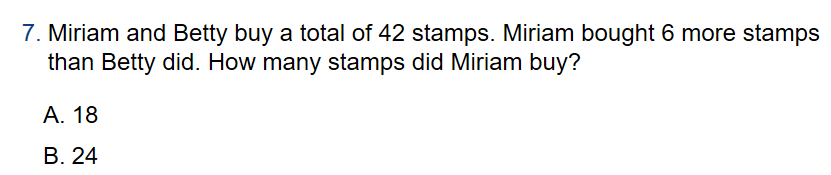 7. Miriam and Betty buy a total of 42 stamps. Miriam bought 6 more stamps
than Betty did. How many stamps did Miriam buy?
A. 18
B. 24